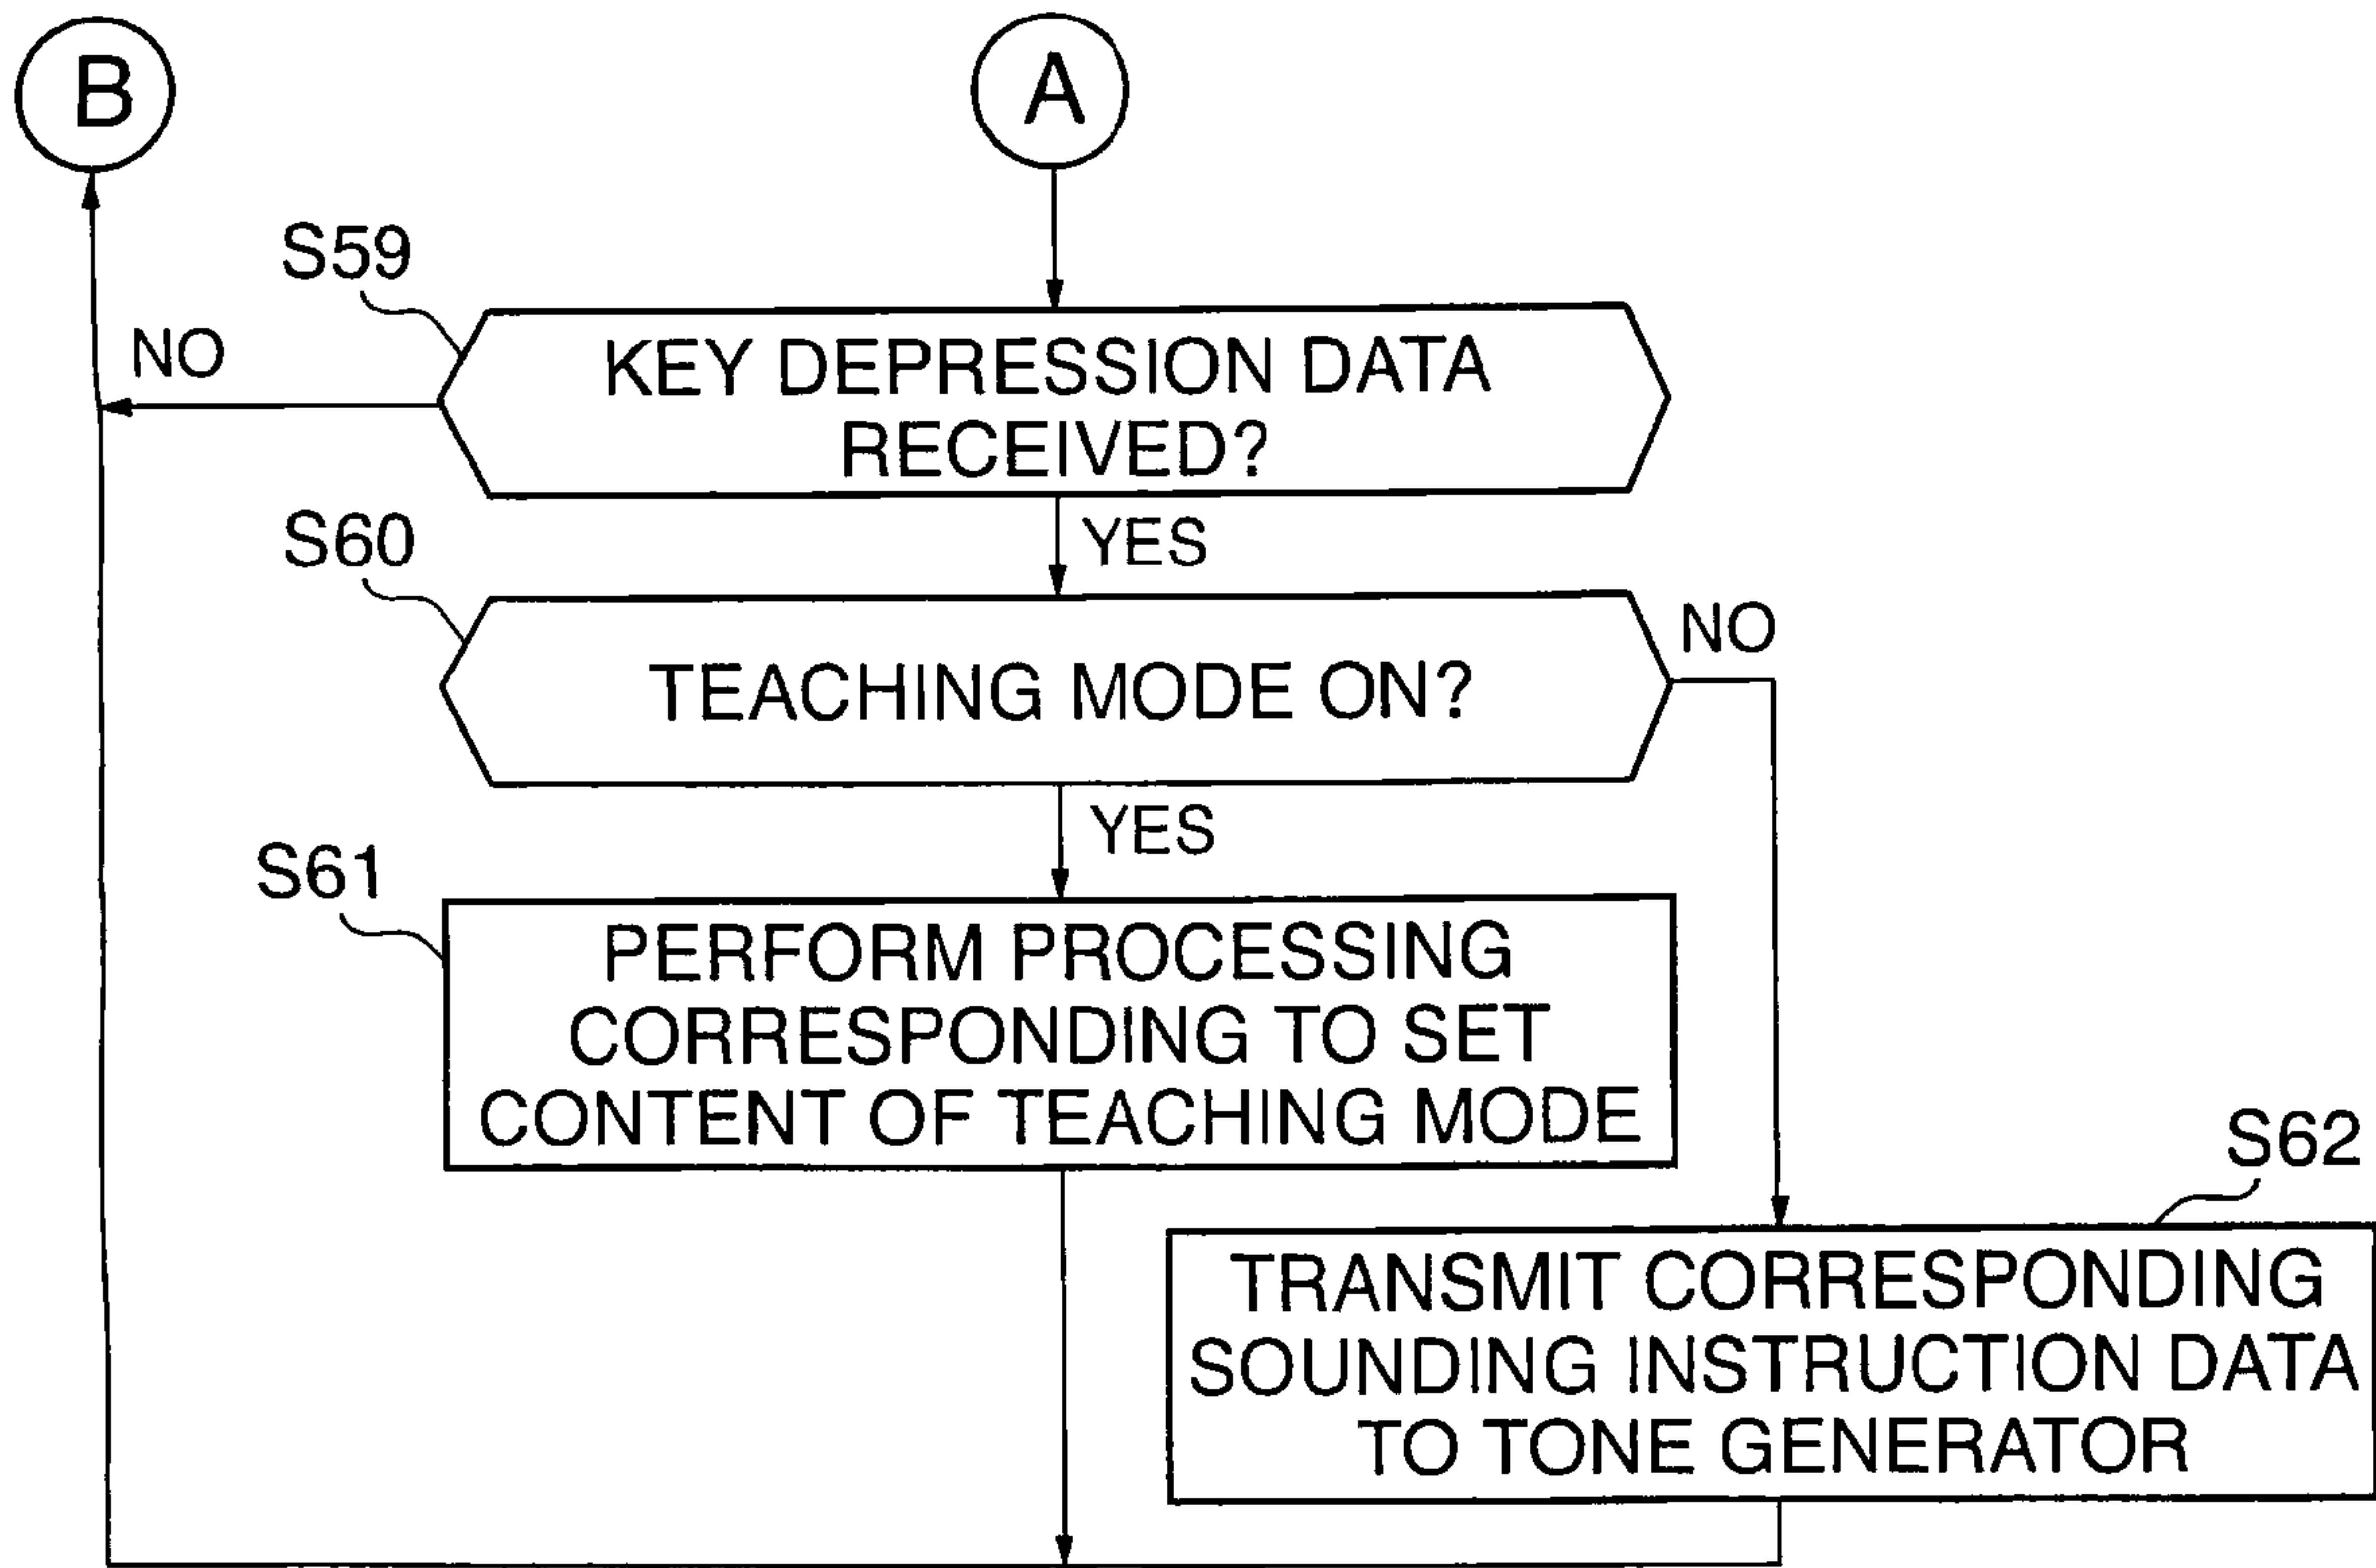 B
A
S59
NO
KEY DEPRESSION DATA
RECEIVED?
S60
YES
NO
TEACHING MODE ON?
YES
S61
PERFORM PROCESSING
CORRESPONDING TO SET
CONTENT OF TEACHING MODE
S62
TRANSMIT CORRESPONDING
SOUNDING INSTRUCTION DATA
TO TONE GENERATOR